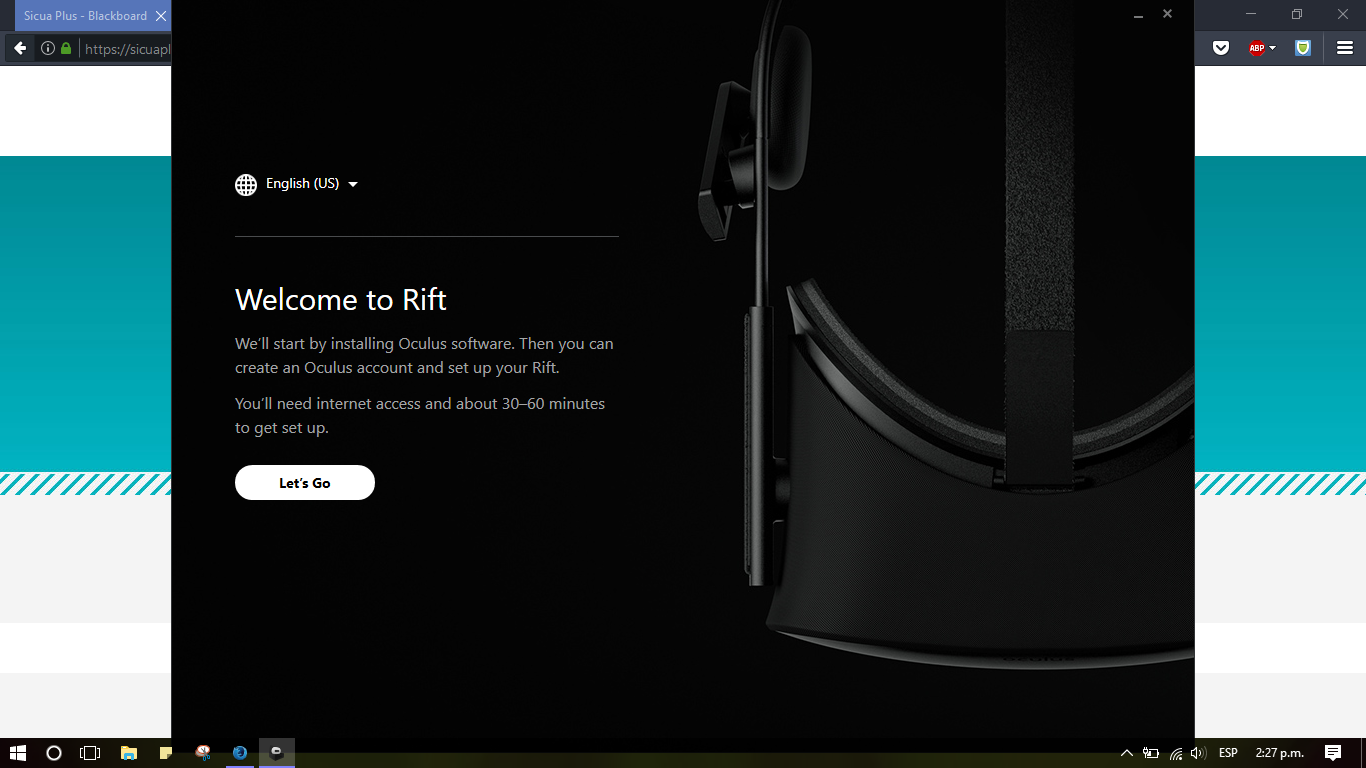 Sicua Plus - Blackboard
https://sicuapl
ABP
English (US)
Welcome to Rift
We'll start by installing Oculus software. Then you can
create an Oculus account and set up your Rift.
You'll need internet access and about 30–60 minutes
to get set up.
Let's Go
ESP
2:27 p.m.